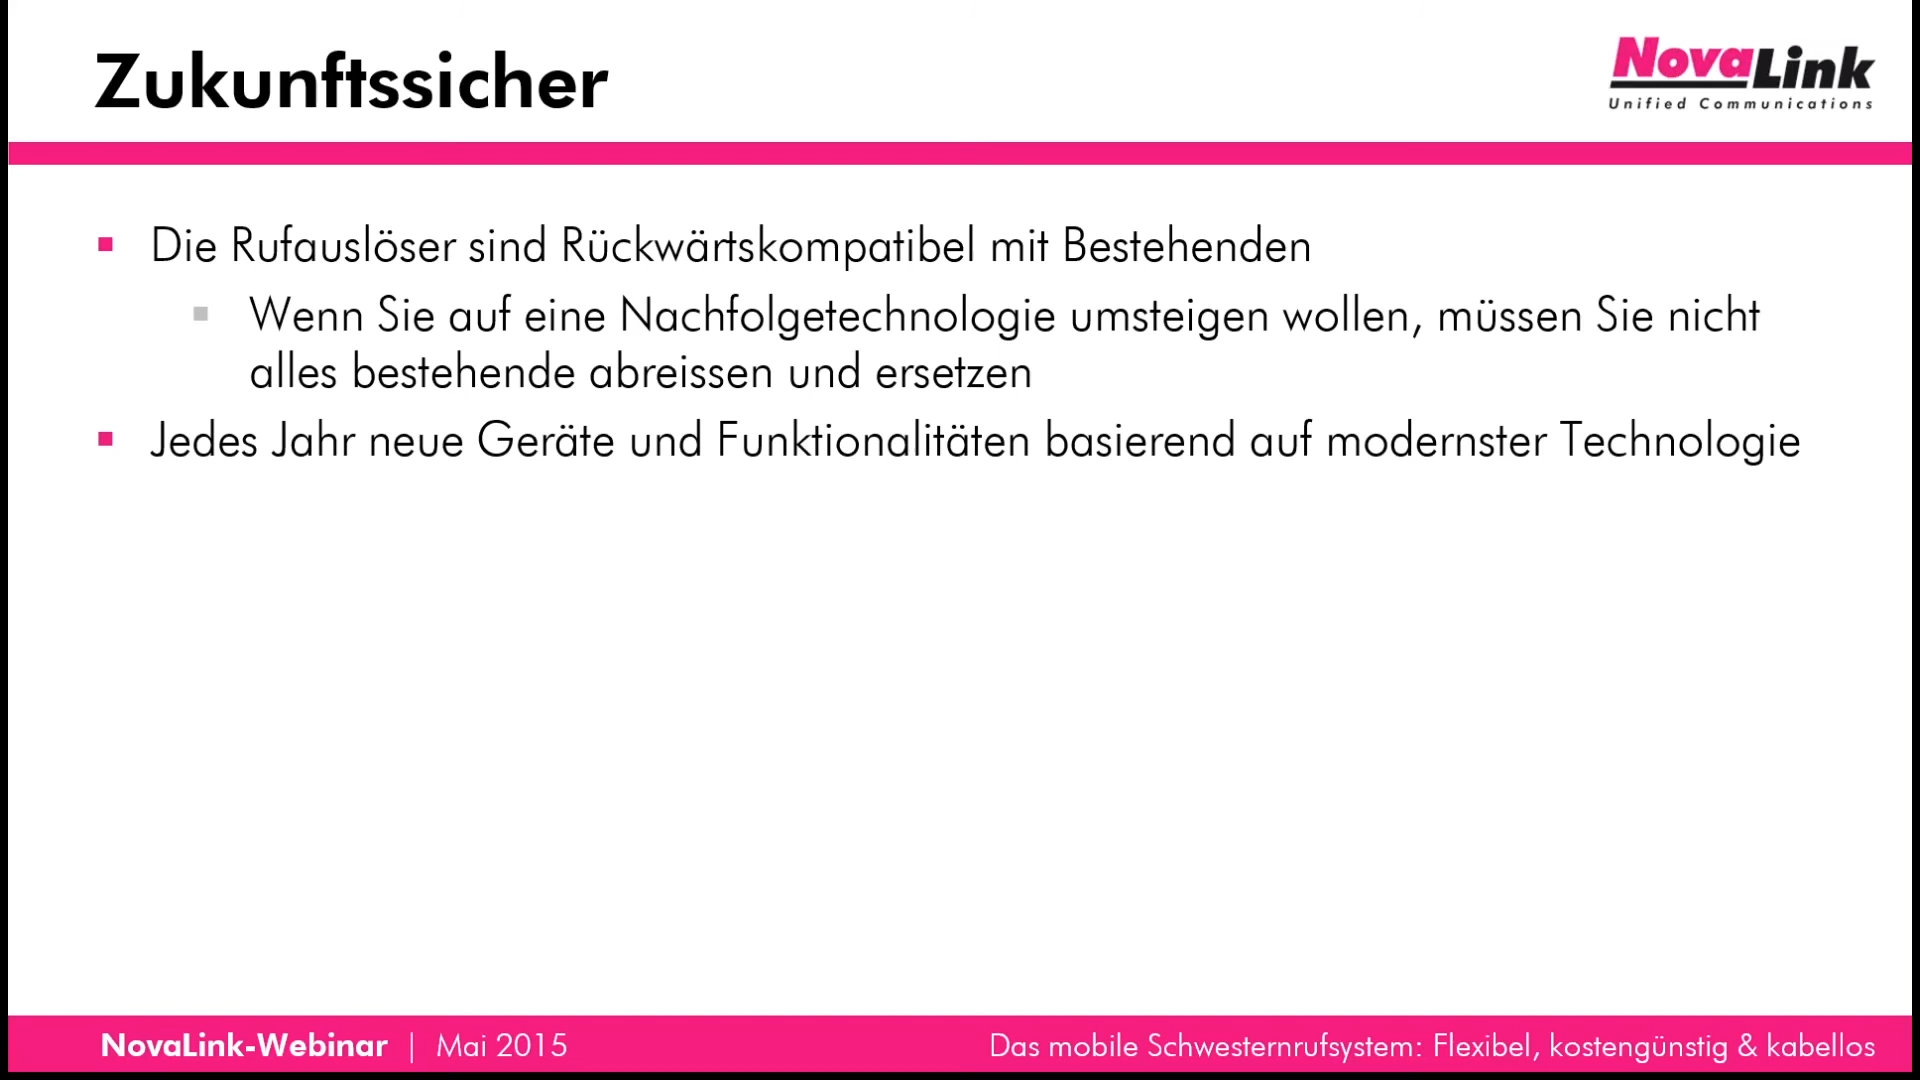 Zukunftssicher
NovaLink
Unified Communications
Die Rufauslöser sind Rückwärtskompatibel mit Bestehenden
Wenn Sie auf eine Nachfolgetechnologie umsteigen wollen, müssen Sie nicht
alles bestehende abreissen und ersetzen
Jedes Jahr neue Geräte und Funktionalitäten basierend auf modernster Technologie
NovaLink-Webinar | Mai 2015
Das mobile Schwesternrufsystem: Flexibel, kostengünstig & kabellos